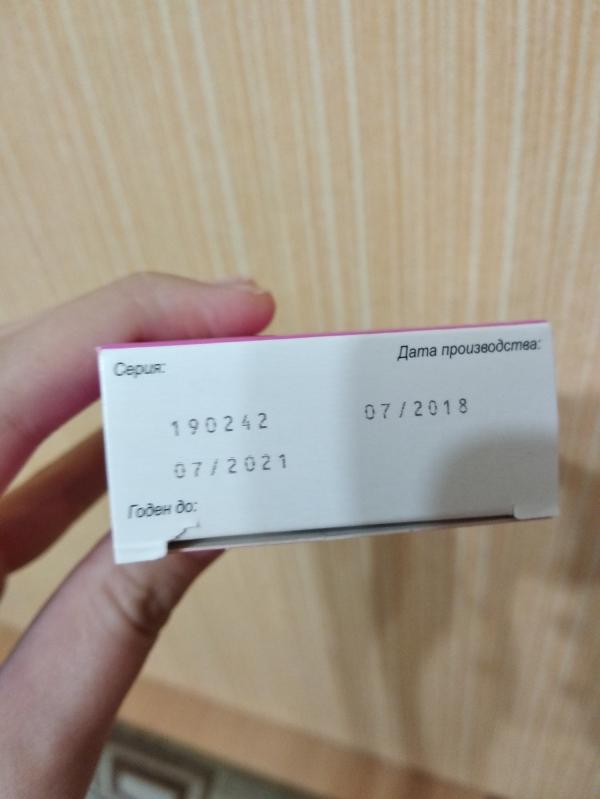 Серия:
Дата производства:
190242
07/2018
07/2021
Годен до: